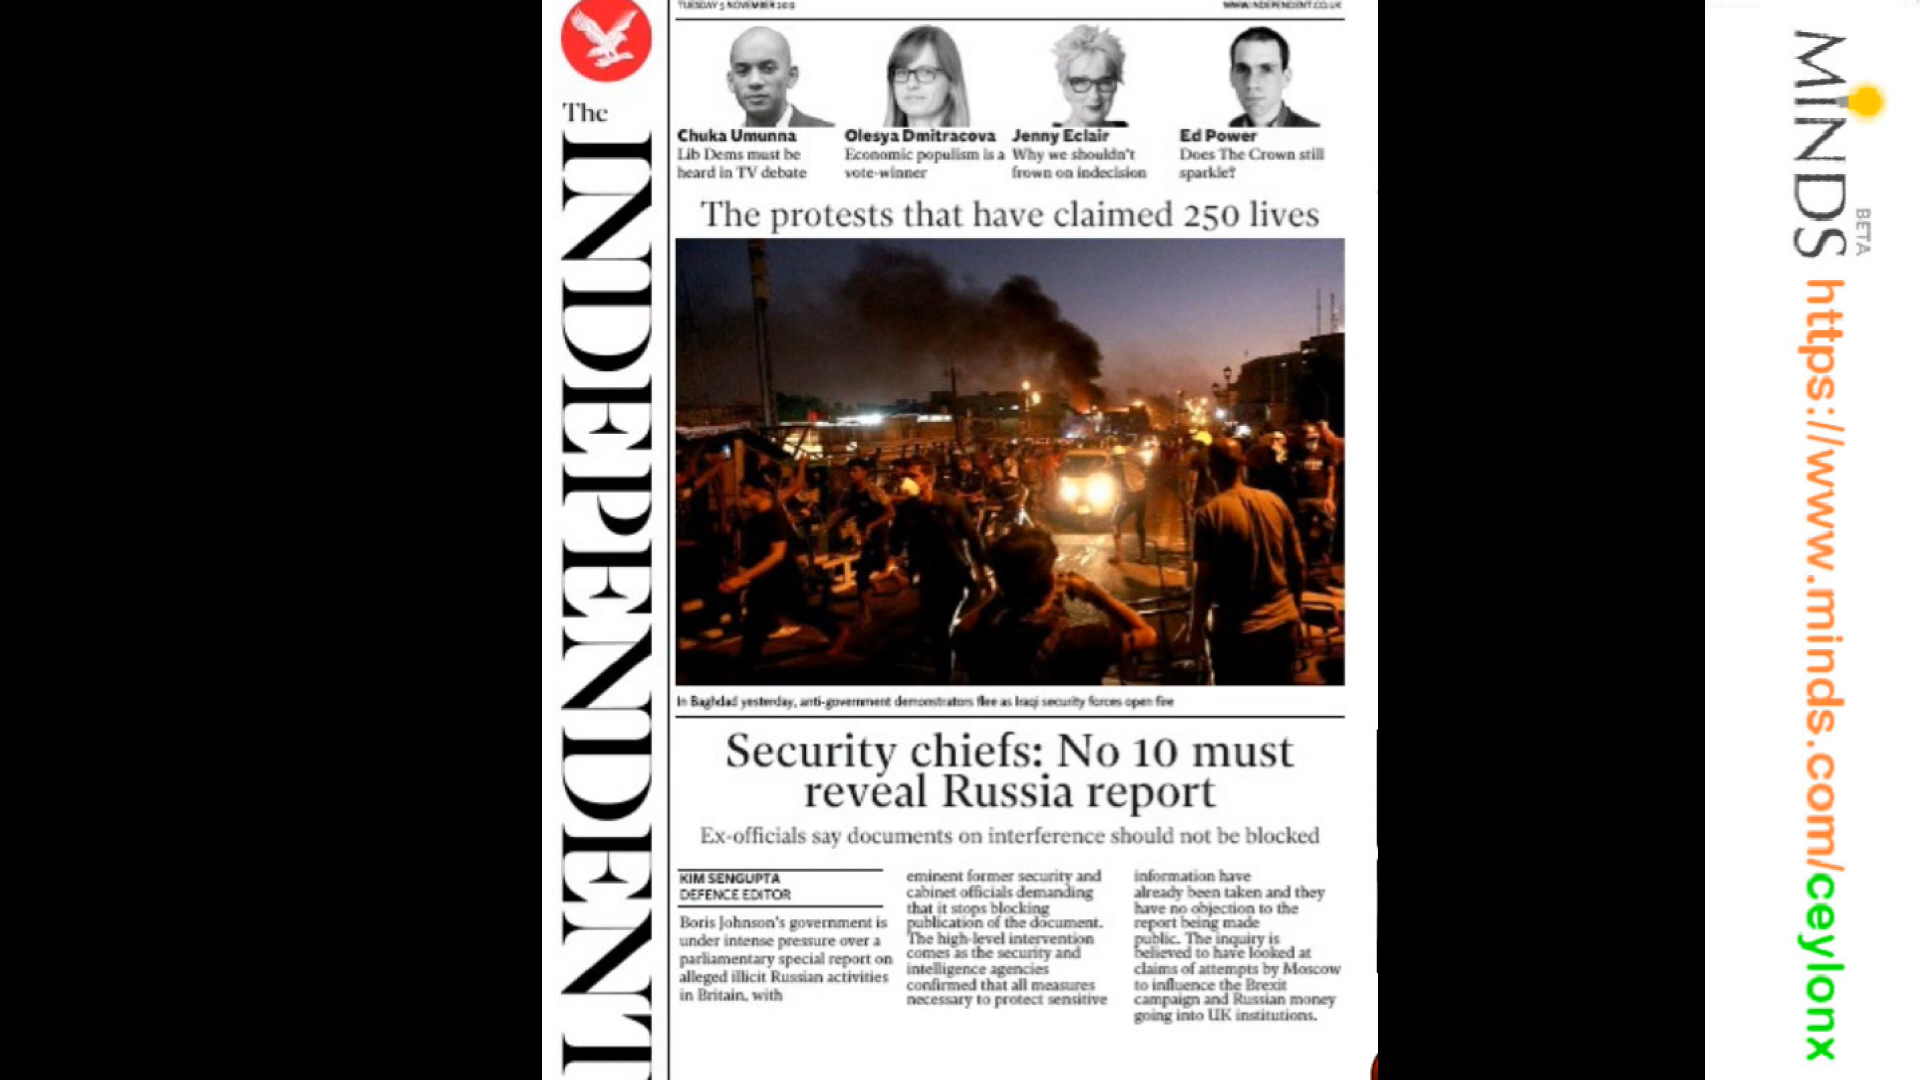 TUESDAY 5 NOVEMBER 2019
WWW.INDEPENDENT.CO.UK
The
INDEPENDENT
Chuka Umunna
Lib Dems must be
heard in TV debate
Olesya Dmitracova
Economic populism is a
vote-winner
Jenny Eclair
Why we shouldn't
frown on indecision
Ed Power
Does The Crown still
sparkle?
The protests that have claimed 250 lives
In Baghdad yesterday, anti-government demonstrators flee as Iraqi security forces open fire
Security chiefs: No 10 must
reveal Russia report
Ex-officials say documents on interference should not be blocked
KIM SENGUPTA
DEFENCE EDITOR
Boris Johnson's government is
under intense pressure over a
parliamentary special report on
alleged illicit Russian activities
in Britain, with
eminent former security and
cabinet officials demanding
that it stops blocking
publication of the document.
The high-level intervention
comes as the security and
intelligence agencies
confirmed that all measures
necessary to protect sensitive
information have
already been taken and they
have no objection to the
report being made
public. The inquiry is
believed to have looked at
claims of attempts by Moscow
to influence the Brexit
campaign and Russian money
going into UK institutions.
MINDS
BETA
https://www.minds.com/ceylonx